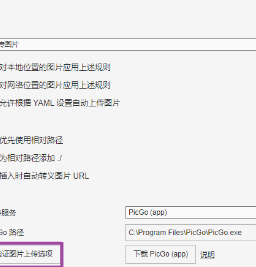 传图片
对本地位置的图片应用上述规则
对网络位置的图片应用上述规则
允许根据 YAML 设置自动上传图片
优先使用相对路径
为相对路径添加 ./
插入时自动转义图片 URL
服务 PicGo (app)
Go 路径 C:\Program Files\PicGo\PicGo.exe
验证图片上传选项 下载 PicGo (app) 说明